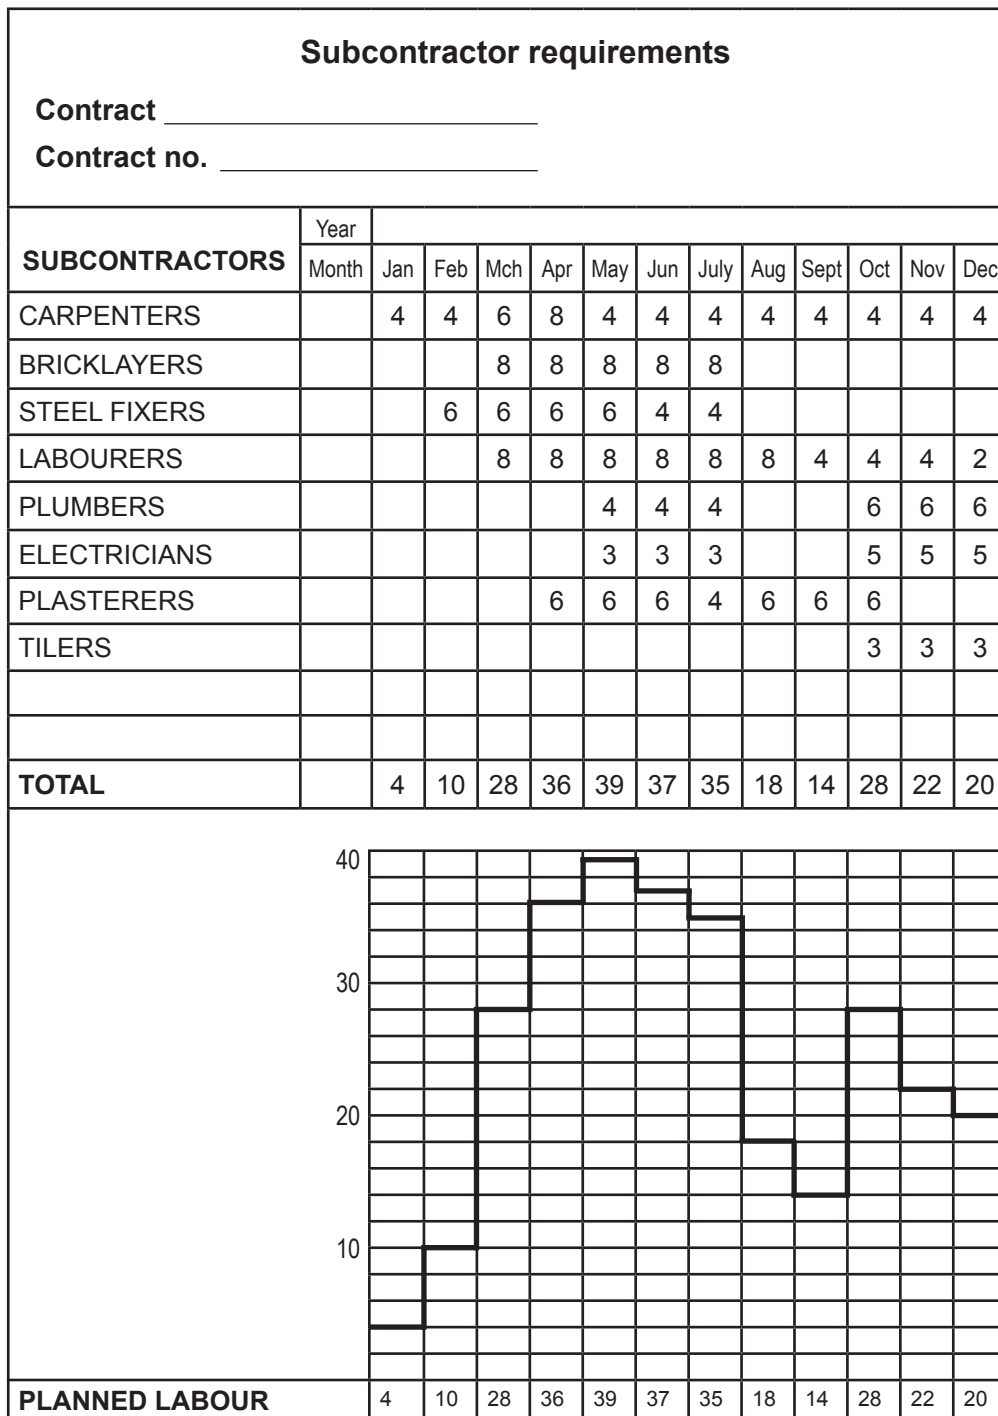 Subcontractor requirements
Contract
Contract no.
Year
SUBCONTRACTORS Month Jan Feb Mch Apr May Jun July Aug Sept Oct Nov Dec
CARPENTERS 4 4 6 8 4 4 4 4 4 4 4 4
BRICKLAYERS 8 8 8 8 8
STEEL FIXERS 6 6 6 6 4 4
LABOURERS 8 8 8 8 8 8 4 4 4 2
PLUMBERS 4 4 4 6 6 6
ELECTRICIANS 3 3 3 5 5 5
PLASTERERS 6 6 6 4 6 6 6
TILERS 3 3 3
TOTAL 4 10 28 36 39 37 35 18 14 28 22 20
40
30
20
10
PLANNED LABOUR 4 10 28 36 39 37 35 18 14 28 22 20